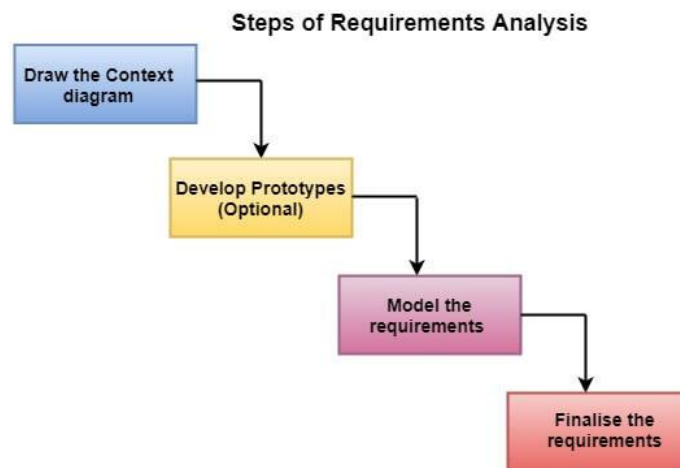 Steps of Requirements Analysis
Draw the Context
diagram
Develop Prototypes
(Optional)
Model the
requirements
Finalise the
requirements